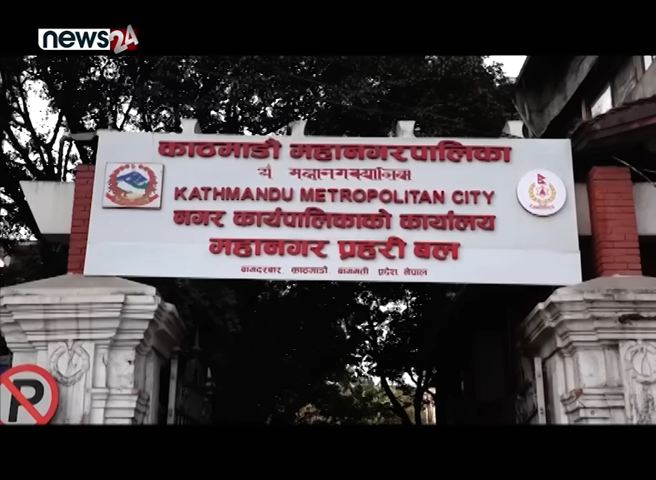 news24
काठमाडौं महानगरपालिका
KATHMANDU METROPOLITAN CITY
नगर कार्यपालिकाको कार्यालय
महानगर प्रहरी बल
बागदरबार काठमाडौं बागमती प्रदेश नेपाल
P